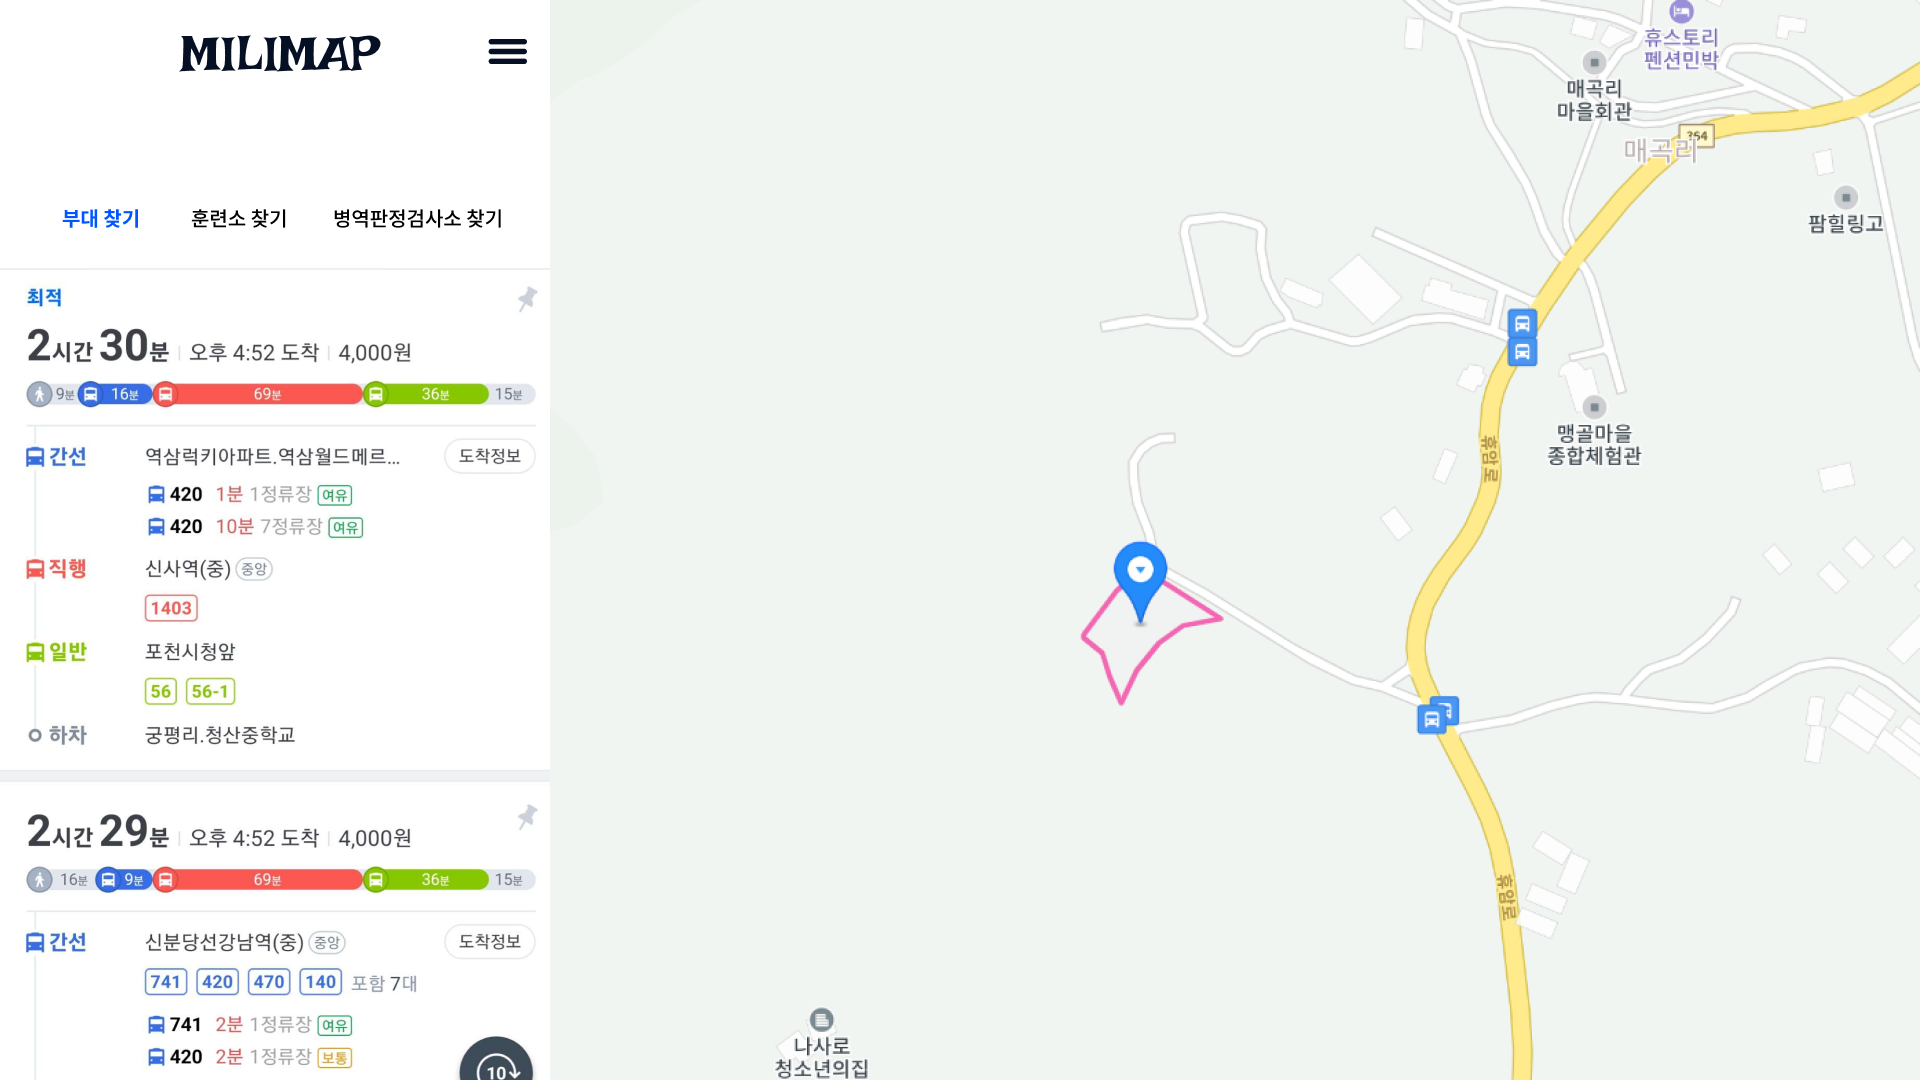 MILIMAP
부대 찾기 훈련소 찾기 병역판정검사소 찾기
최적
2시간 30분 오후 4:52 도착 4,000원
9분 16분 69분 36분 15분
간선 역삼럭키아파트.역삼월드메르... 도착정보
420 1분 1정류장 여유
420 10분 7정류장 여유
직행 신사역(중) 중앙
1403
일반 포천시청앞
56 56-1
하차 궁평리.청산중학교
2시간 29분 오후 4:52 도착 4,000원
16분 9분 69분 36분 15분
간선 신분당선강남역(중) 중앙 도착정보
741 420 470 140 포함 7대
741 2분 1정류장 여유
420 2분 1정류장 보통
10
휴스토리
펜션민박
매곡리
마을회관
364
매곡리
팜힐링고
맹골마을
종합체험관
휴암로
휴암로
나사로
청소년의집